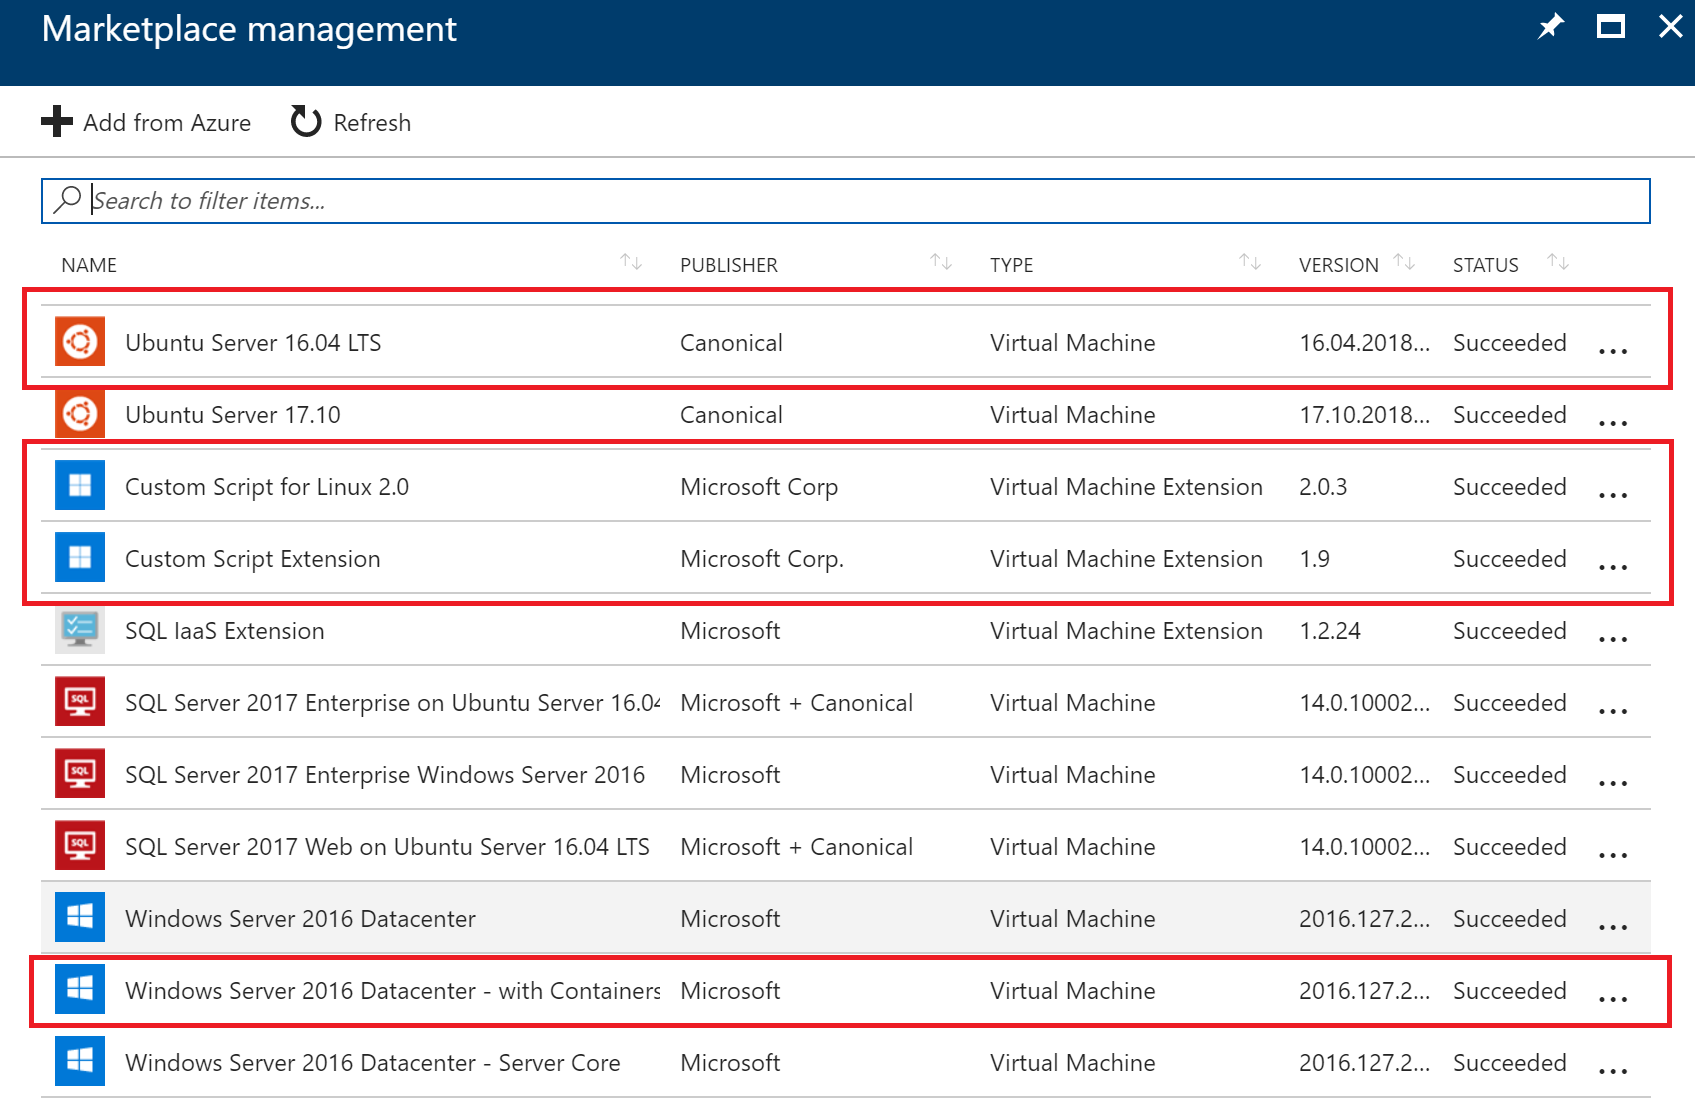 Marketplace management
Add from Azure Refresh
Search to filter items...
NAME PUBLISHER TYPE VERSION STATUS
Ubuntu Server 16.04 LTS Canonical Virtual Machine 16.04.2018... Succeeded ...
Ubuntu Server 17.10 Canonical Virtual Machine 17.10.2018... Succeeded ...
Custom Script for Linux 2.0 Microsoft Corp Virtual Machine Extension 2.0.3 Succeeded ...
Custom Script Extension Microsoft Corp. Virtual Machine Extension 1.9 Succeeded ...
SQL IaaS Extension Microsoft Virtual Machine Extension 1.2.24 Succeeded ...
SQL SQL Server 2017 Enterprise on Ubuntu Server 16.04 Microsoft + Canonical Virtual Machine 14.0.10002... Succeeded ...
SQL SQL Server 2017 Enterprise Windows Server 2016 Microsoft Virtual Machine 14.0.10002... Succeeded ...
SQL SQL Server 2017 Web on Ubuntu Server 16.04 LTS Microsoft + Canonical Virtual Machine 14.0.10002... Succeeded ...
Windows Server 2016 Datacenter Microsoft Virtual Machine 2016.127.2... Succeeded ...
Windows Server 2016 Datacenter - with Containers Microsoft Virtual Machine 2016.127.2... Succeeded ...
Windows Server 2016 Datacenter - Server Core Microsoft Virtual Machine 2016.127.2... Succeeded ...